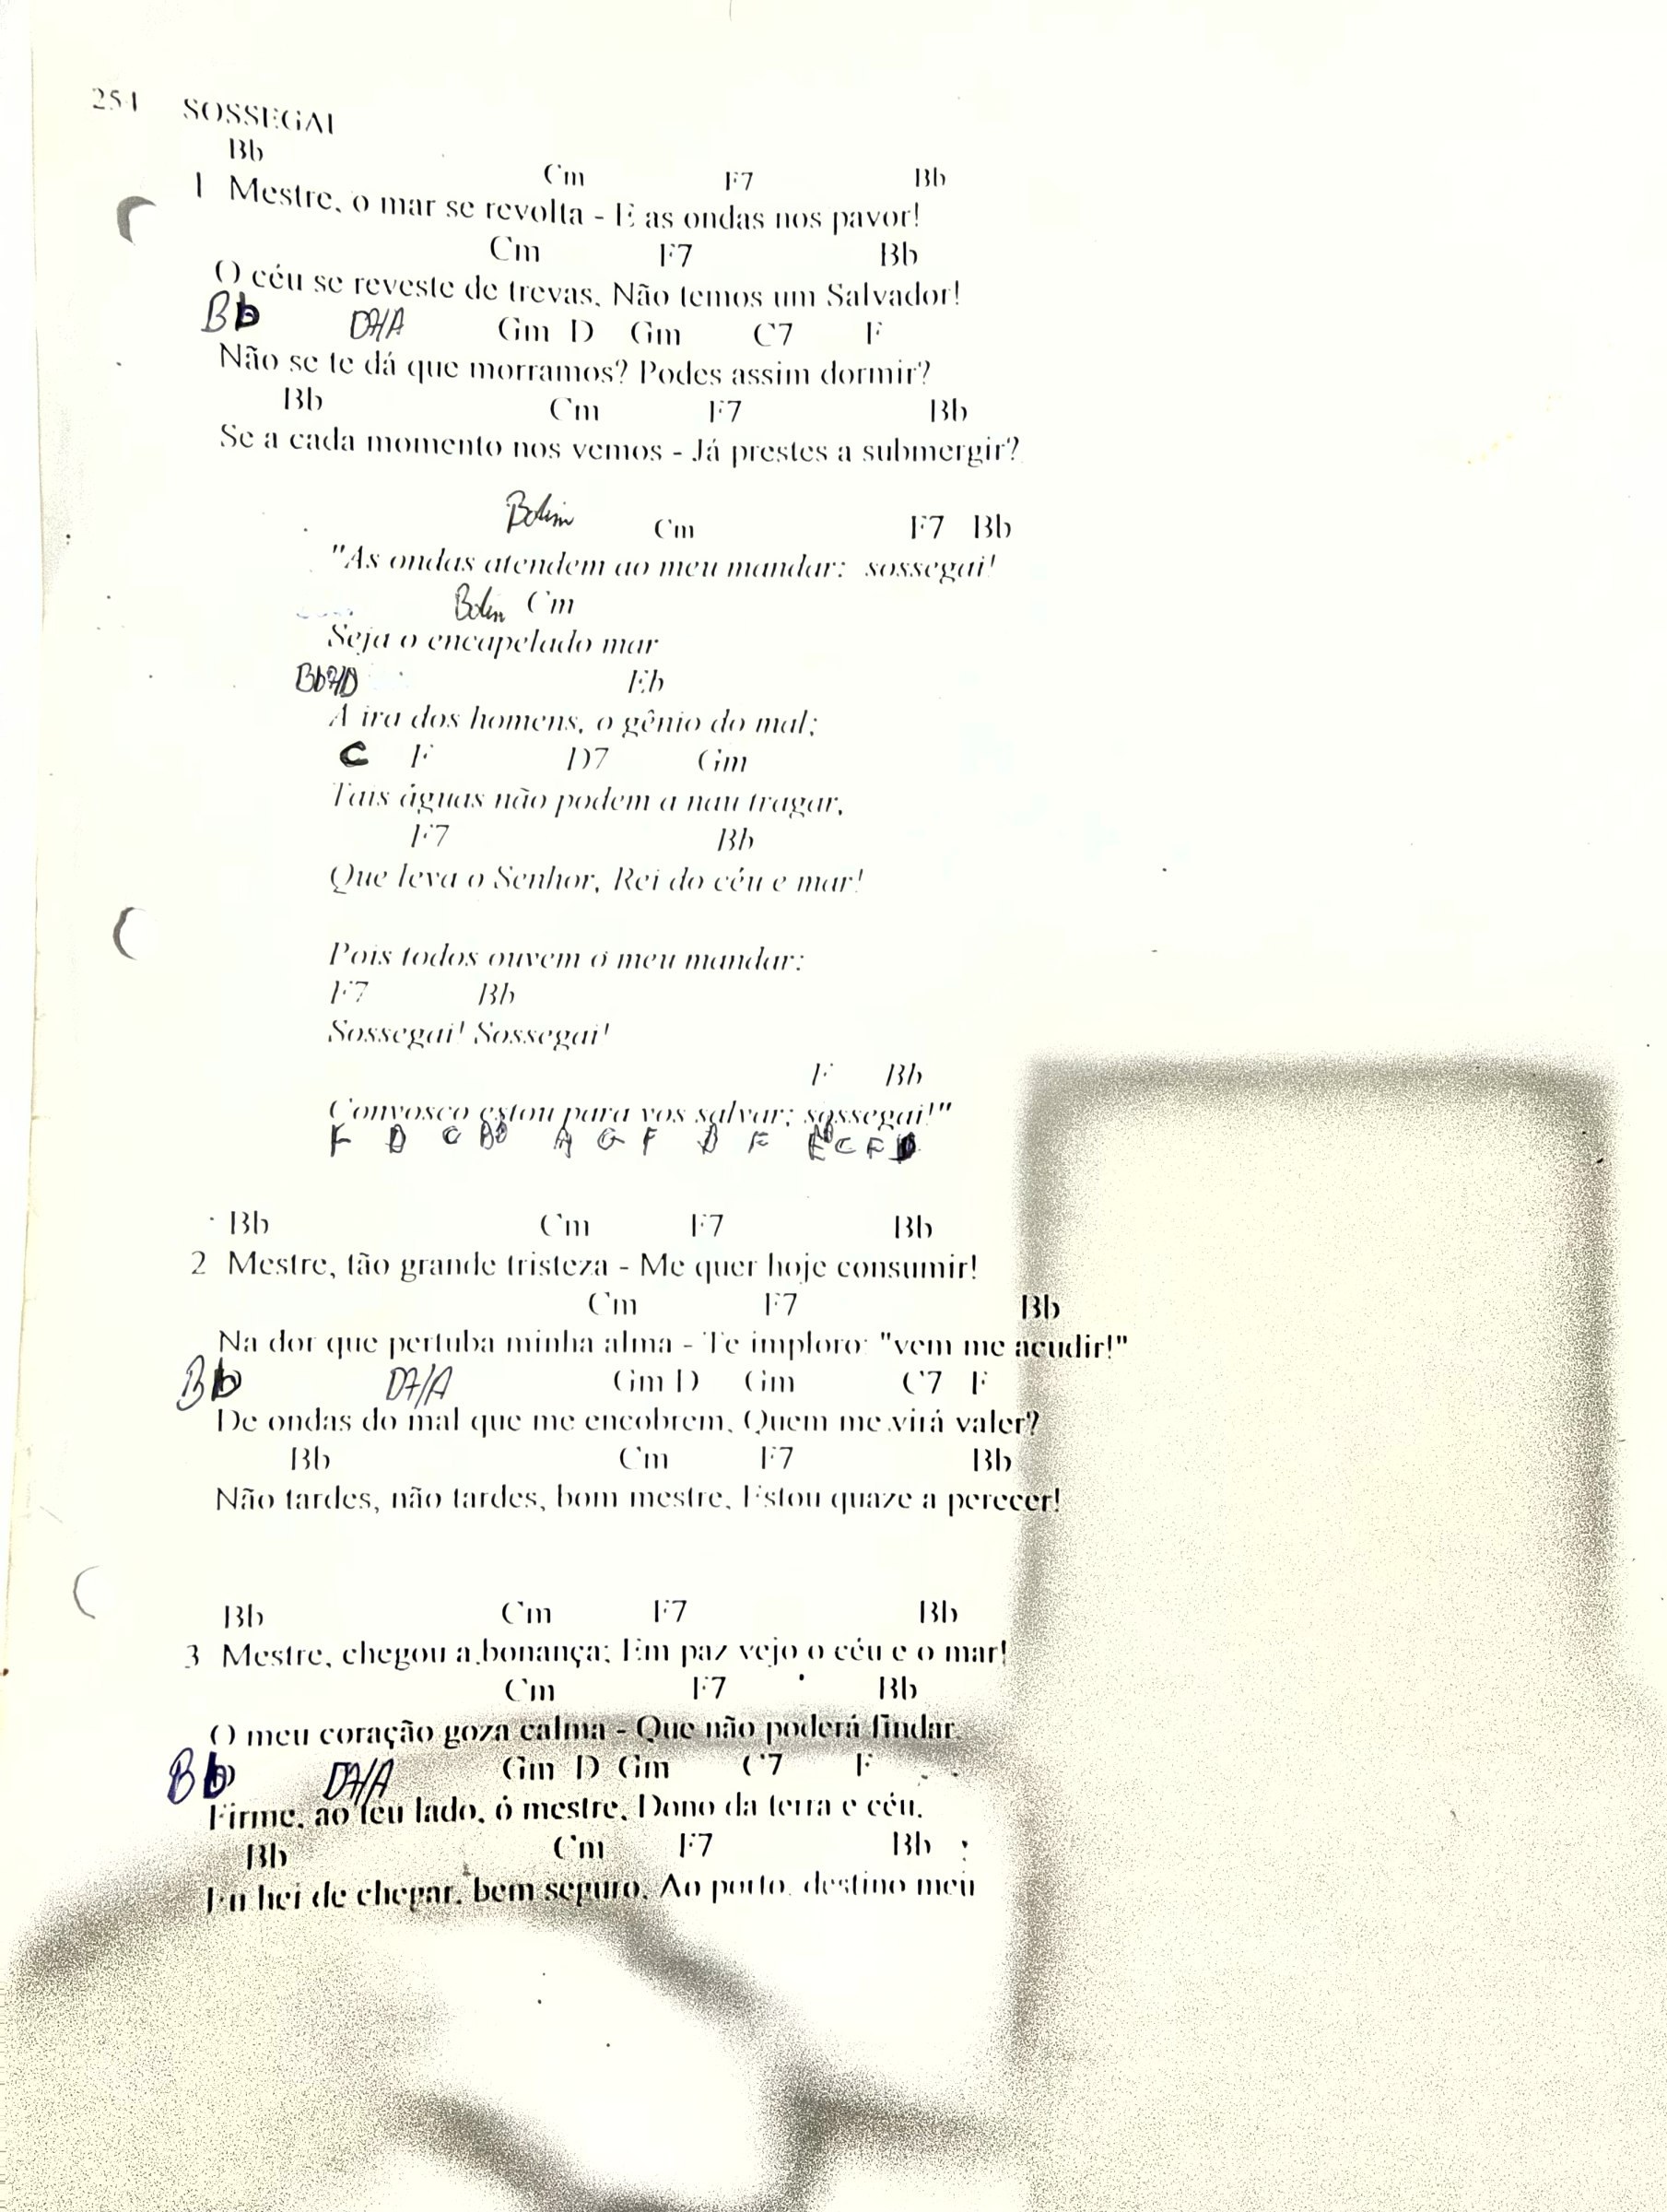 254 SOSSEGAI
Bb Cm F7 Bb
1 Mestre, o mar se revolta - E as ondas nos pavor!
Cm F7 Bb
O céu se reveste de trevas, Não temos um Salvador!
Bb D7/A Gm D Gm C7 F
Não se te dá que morramos? Podes assim dormir?
Bb Cm F7 Bb
Se a cada momento nos vemos - Já prestes a submergir?
Bdim Cm F7 Bb
"As ondas atendem ao meu mandar: sossegai!
Bdim Cm
Seja o encapelado mar
Bb7/D Eb
A ira dos homens, o gênio do mal;
C F D7 Gm
Tais águas não podem a nau tragar,
F7 Bb
Que leva o Senhor, Rei do céu e mar!
Pois todos ouvem o meu mandar:
F7 Bb
Sossegai! Sossegai!
F Bb
Convosco estou para vos salvar; sossegai!"
F D C Bb A G F D F C F
Bb Cm F7 Bb
2 Mestre, tão grande tristeza - Me quer hoje consumir!
Cm F7 Bb
Na dor que pertuba minha alma - Te imploro: "vem me acudir!"
Bb D7/A Gm D Gm C7 F
De ondas do mal que me encobrem, Quem me virá valer?
Bb Cm F7 Bb
Não tardes, não tardes, bom mestre, Estou quaze a perecer!
Bb Cm F7 Bb
3 Mestre, chegou a bonança; Em paz vejo o céu e o mar!
Cm F7 Bb
O meu coração goza calma - Que não poderá findar.
Bb D7/A Gm D Gm C7 F
Firme, ao teu lado, ó mestre, Dono da terra e céu,
Bb Cm F7 Bb
Eu hei de chegar, bem seguro, Ao porto, destino meu